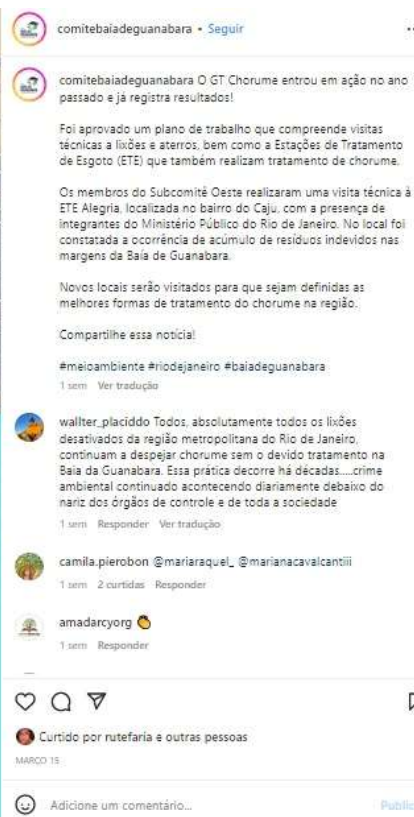 comitebaiadeguanabara • Seguir
comitebaiadeguanabara O GT Chorume entrou em ação no ano
passado e já registra resultados!
Foi aprovado um plano de trabalho que compreende visitas
técnicas a lixões e aterros, bem como a Estações de Tratamento
de Esgoto (ETE) que também realizam tratamento de chorume.
Os membros do Subcomitê Oeste realizaram uma visita técnica à
ETE Alegria, localizada no bairro do Caju, com a presença de
integrantes do Ministério Público do Rio de Janeiro. No local foi
constatada a ocorrência de acúmulo de resíduos indevidos nas
margens da Baía de Guanabara.
Novos locais serão visitados para que sejam definidas as
melhores formas de tratamento do chorume na região.
Compartilhe essa notícia!
#meioambiente #riodejaneiro #baiadeguanabara
1 sem Ver tradução
wallter_placiddo Todos, absolutamente todos os lixões
desativados da região metropolitana do Rio de Janeiro,
continuam a despejar chorume sem o devido tratamento na
Baia da Guanabara. Essa prática decorre há décadas.....crime
ambiental continuado acontecendo diariamente debaixo do
nariz dos órgãos de controle e de toda a sociedade
1 sem Responder Ver tradução
camila.pierobon @mariaraquel_ @marianacavalcantiii
1 sem 2 curtidas Responder
amadarcyorg 👏
1 sem Responder
Curtido por rutefaria e outras pessoas
MARÇO 15
Adicione um comentário... Public